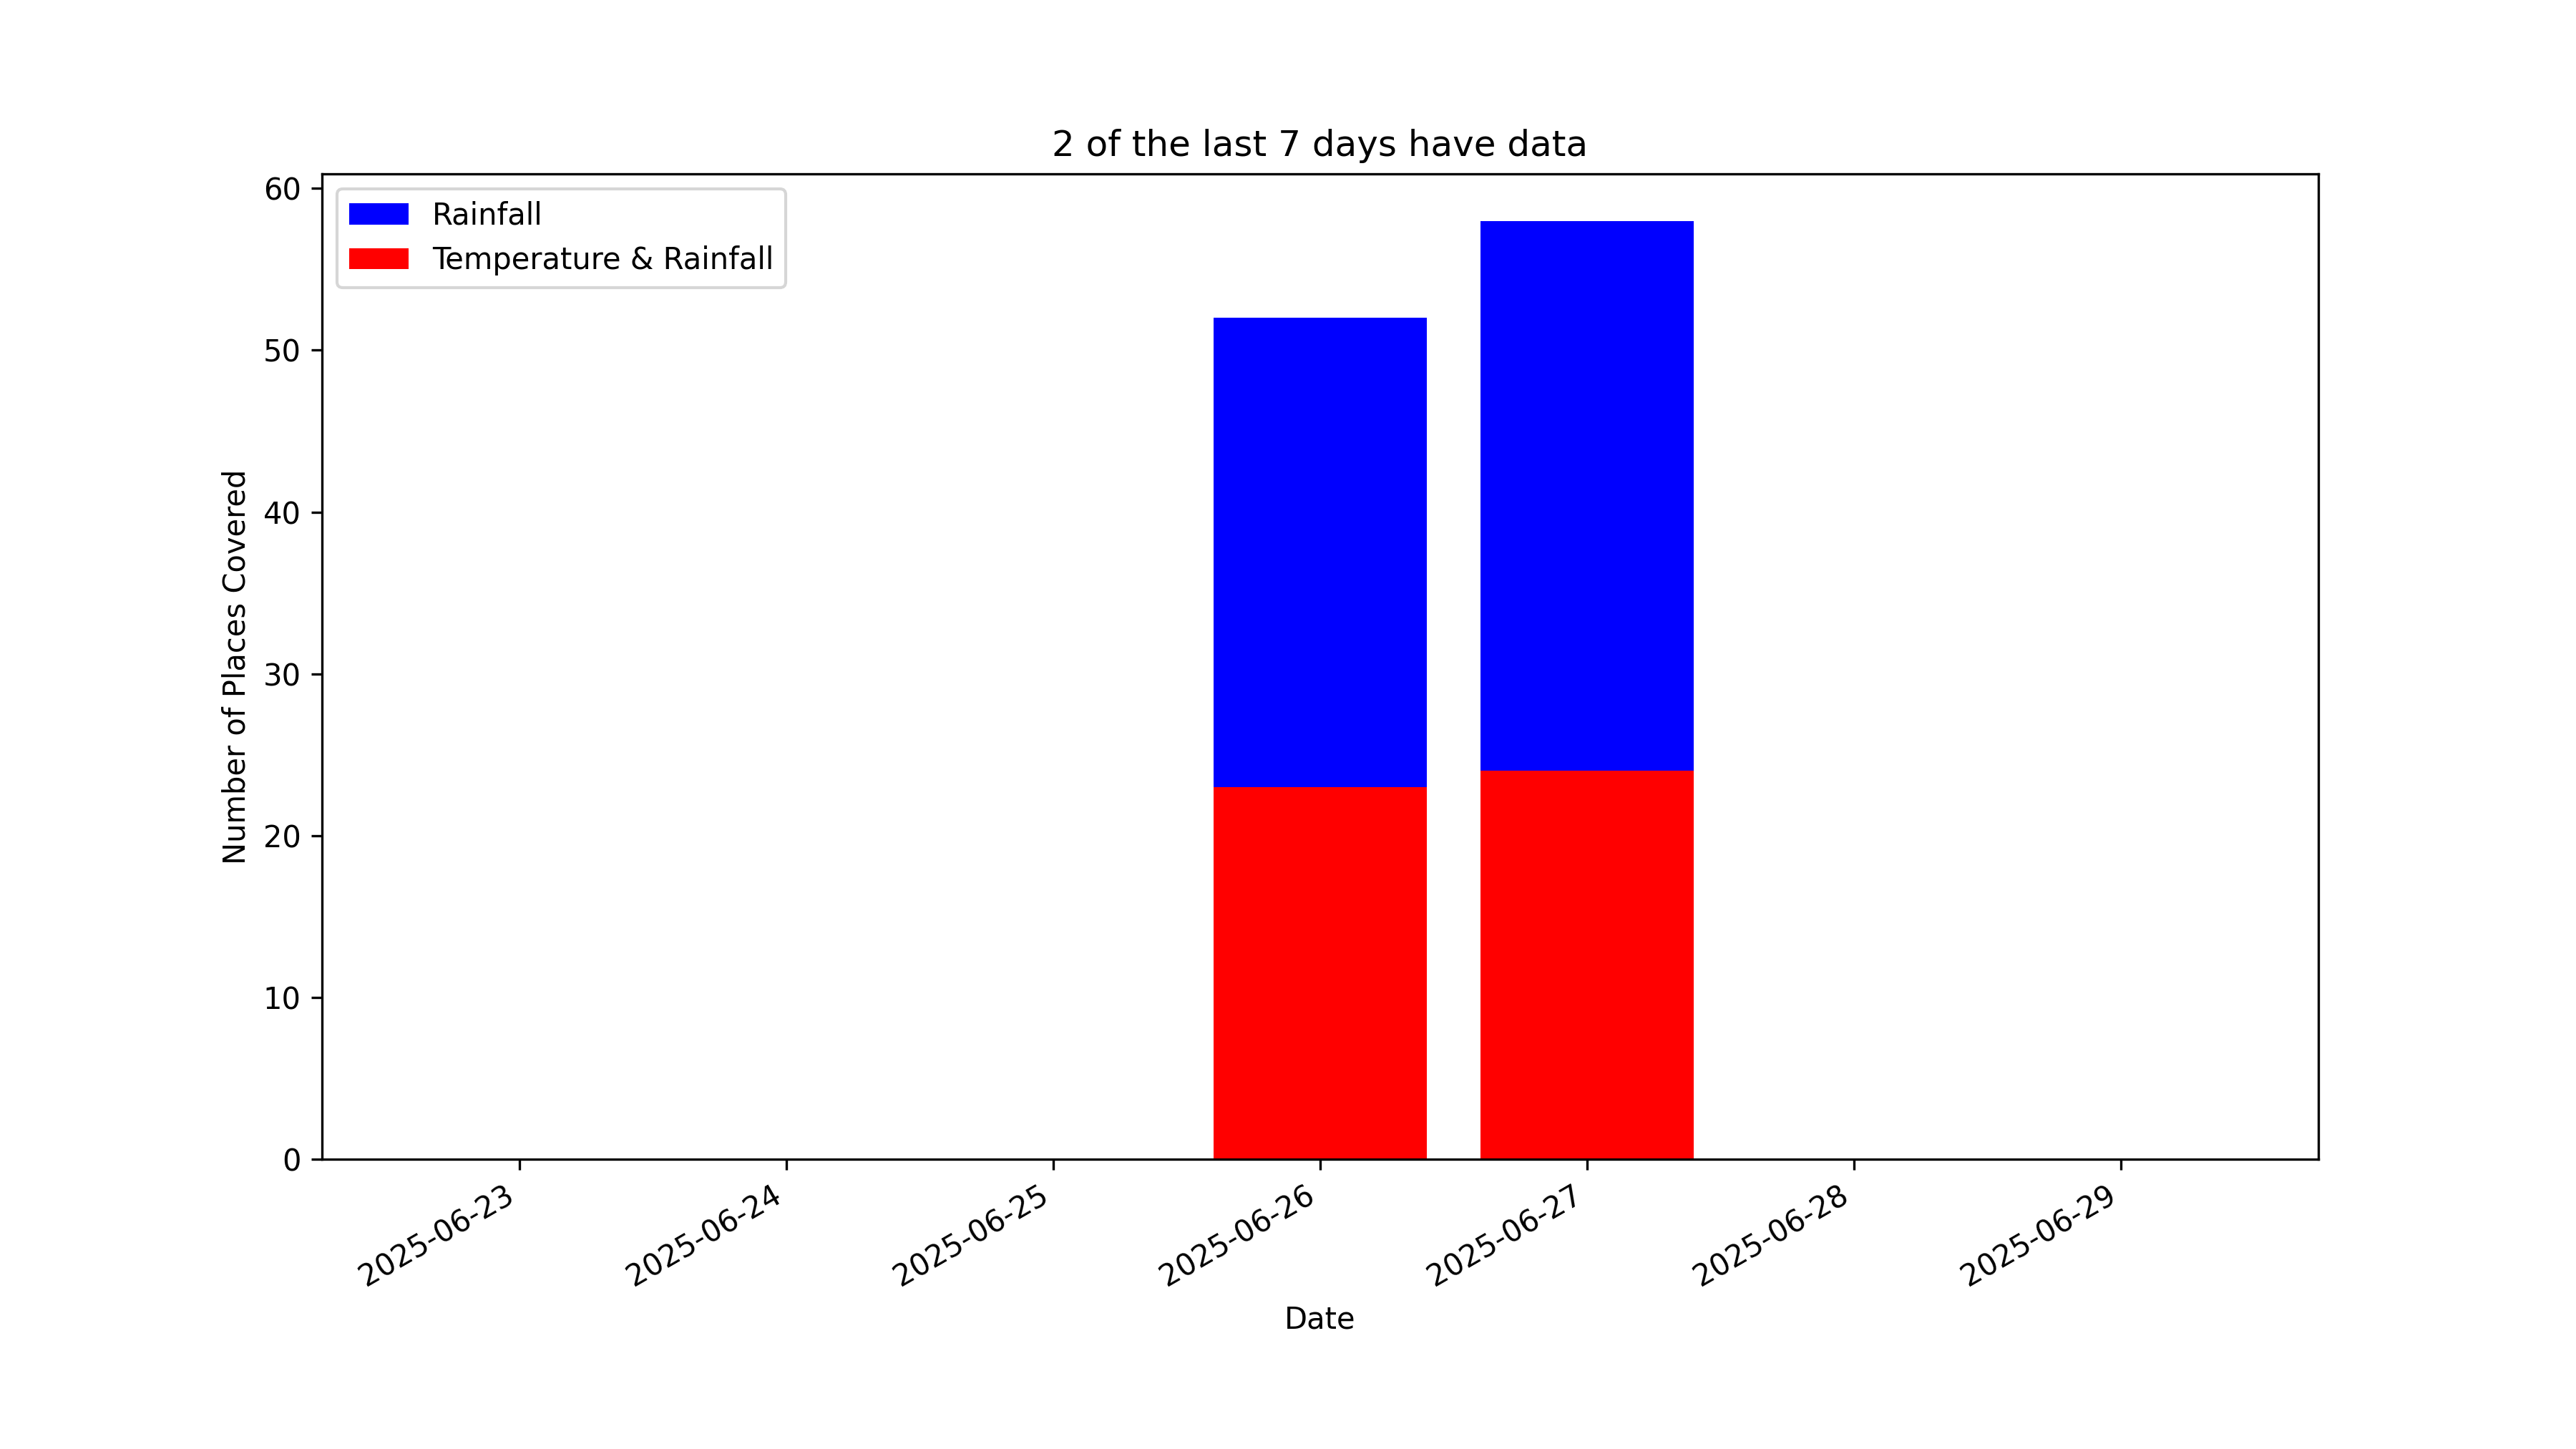 2 of the last 7 days have data
60
50
40
30
20
10
0
Number of Places Covered
Rainfall
Temperature & Rainfall
2025-06-23
2025-06-24
2025-06-25
2025-06-26
2025-06-27
2025-06-28
2025-06-29
Date